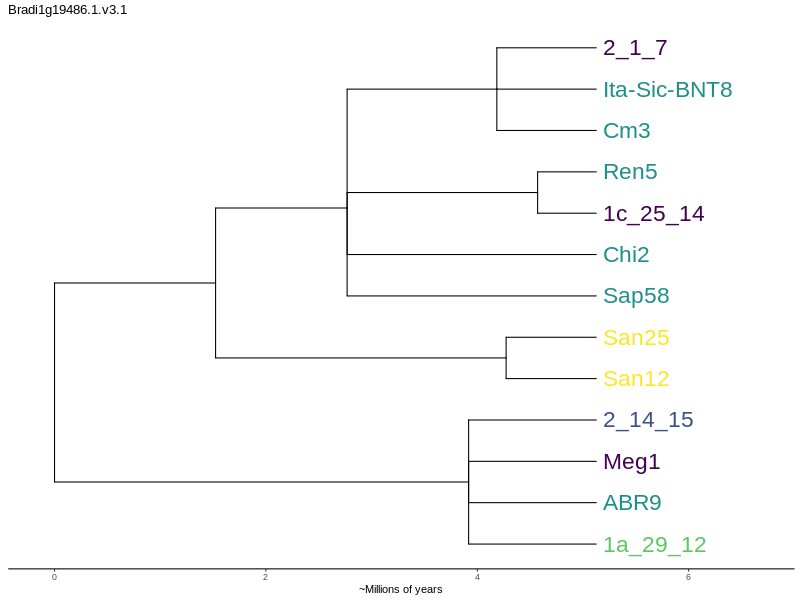 Bradi1g19486.1.v3.1
2_1_7
Ita-Sic-BNT8
Cm3
Ren5
1c_25_14
Chi2
Sap58
San25
San12
2_14_15
Meg1
ABR9
1a_29_12
0 2 4 6
~Millions of years